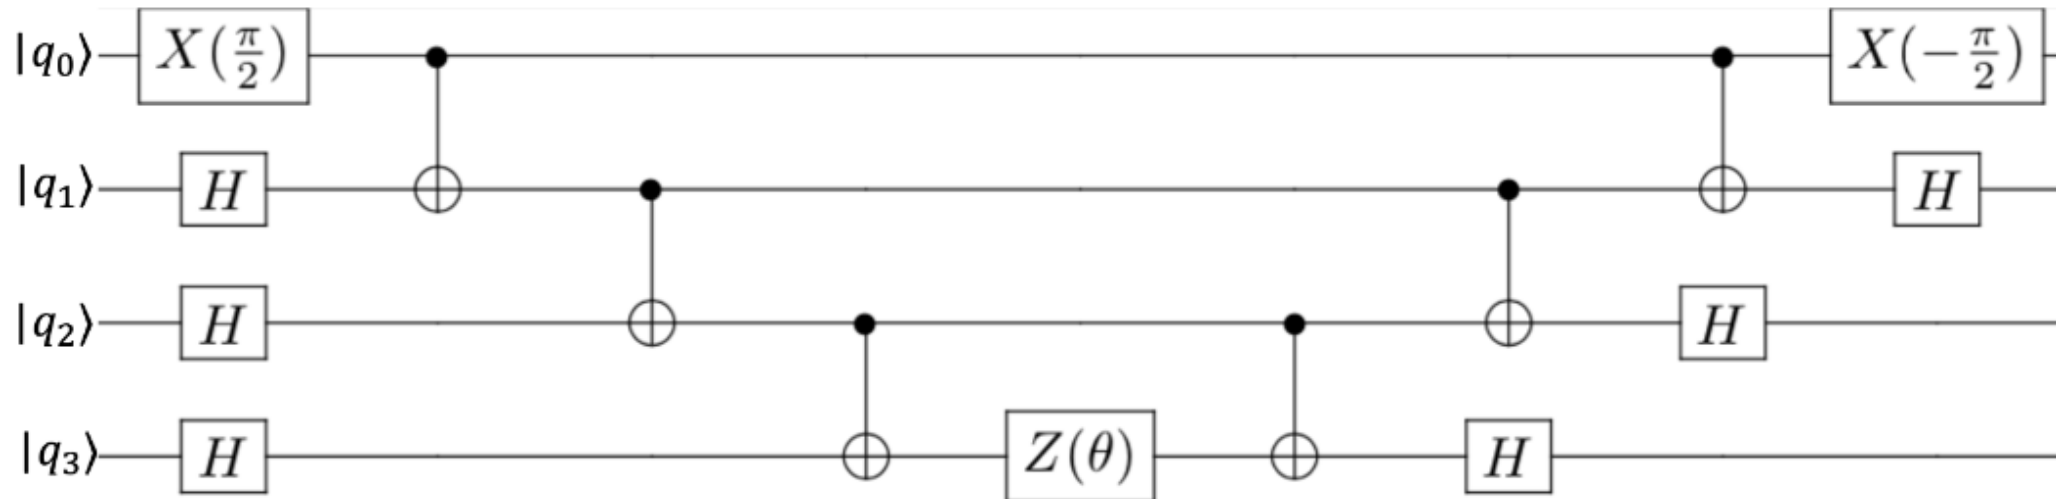 |q₀⟩ X(π/2) X(-π/2)
|q₁⟩ H H
|q₂⟩ H H
|q₃⟩ H Z(θ) H